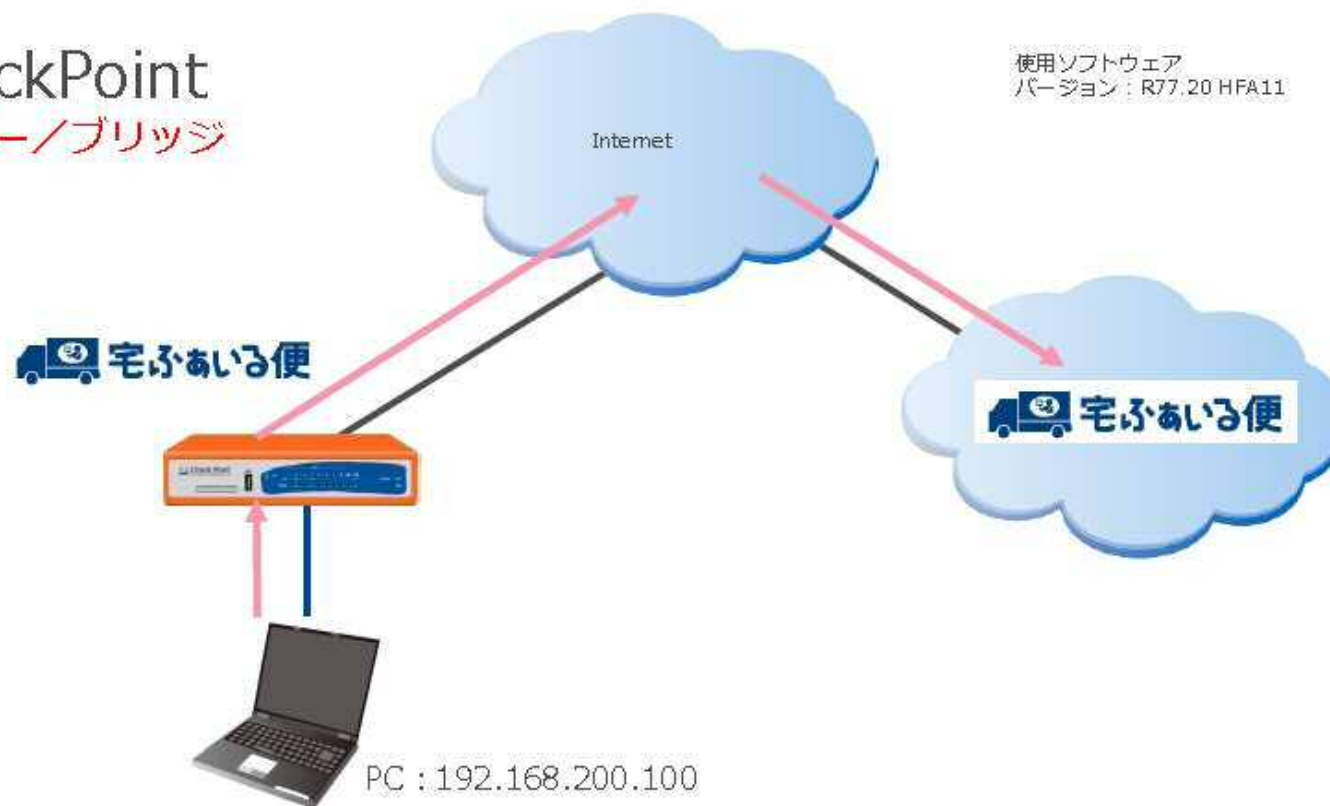 ckPoint
ー/ブリッジ
使用ソフトウェア
バージョン:R77.20 HFA11
Internet
宅ふぁいる便
宅ふぁいる便
Check Point
PC:192.168.200.100